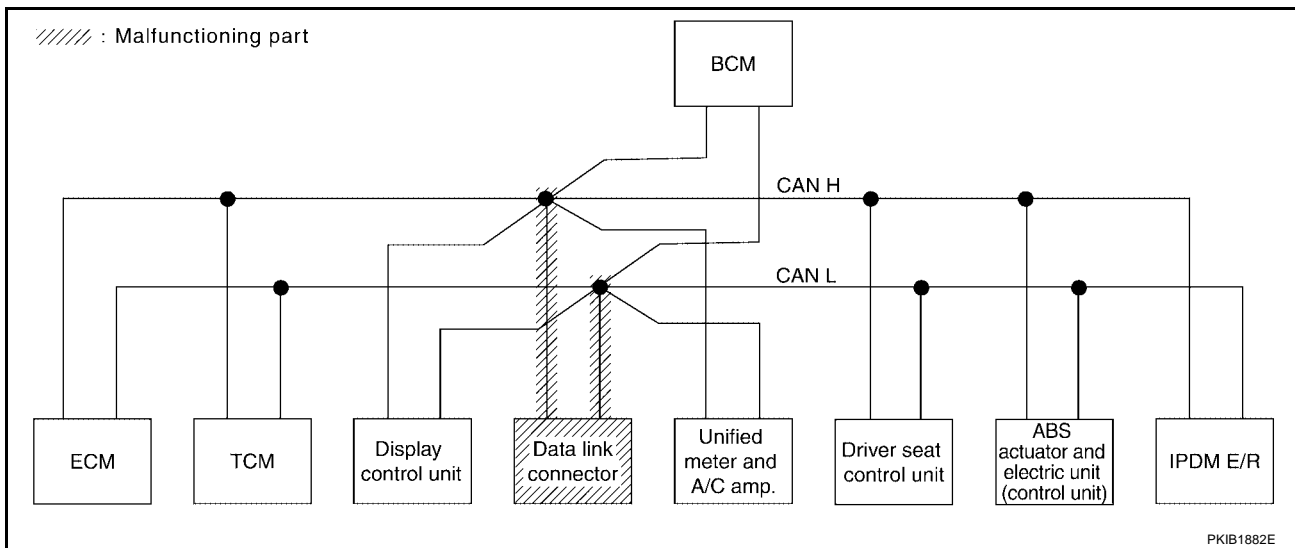 ///// : Malfunctioning part
BCM
CAN H
CAN L
ECM
TCM
Display
control unit
Data link
connector
Unified
meter and
A/C amp.
Driver seat
control unit
ABS
actuator and
electric unit
(control unit)
IPDM E/R
PKIB1882E